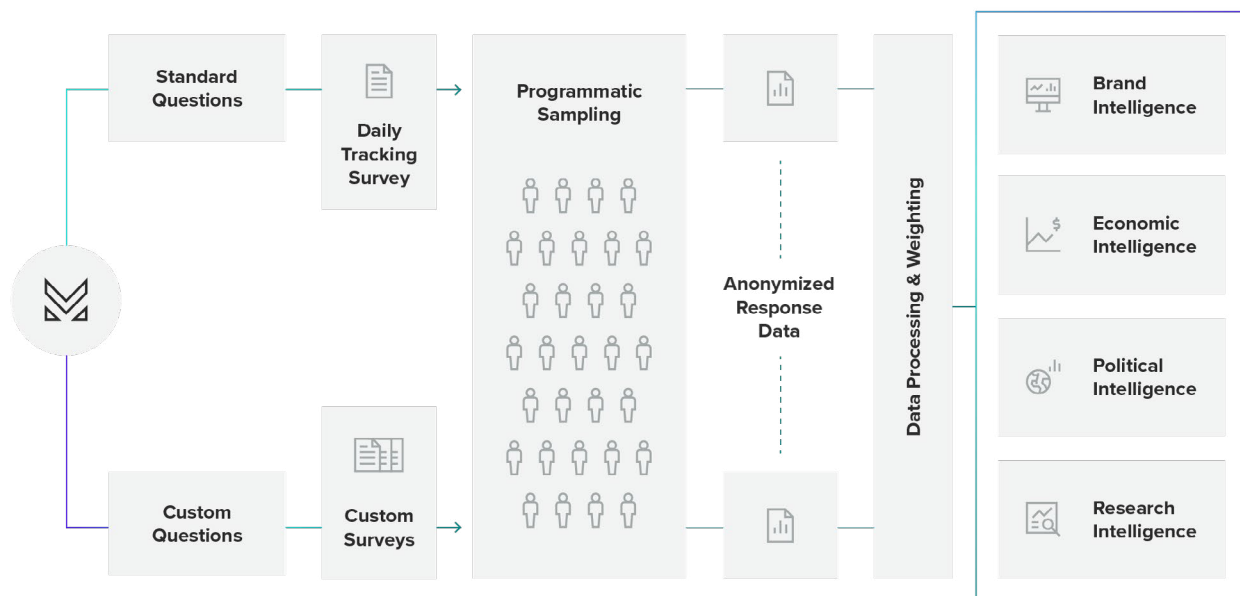 Standard
Questions
Daily
Tracking
Survey
Programmatic
Sampling
Anonymized
Response
Data
Data Processing & Weighting
Brand
Intelligence
Economic
Intelligence
Political
Intelligence
Research
Intelligence
Custom
Questions
Custom
Surveys